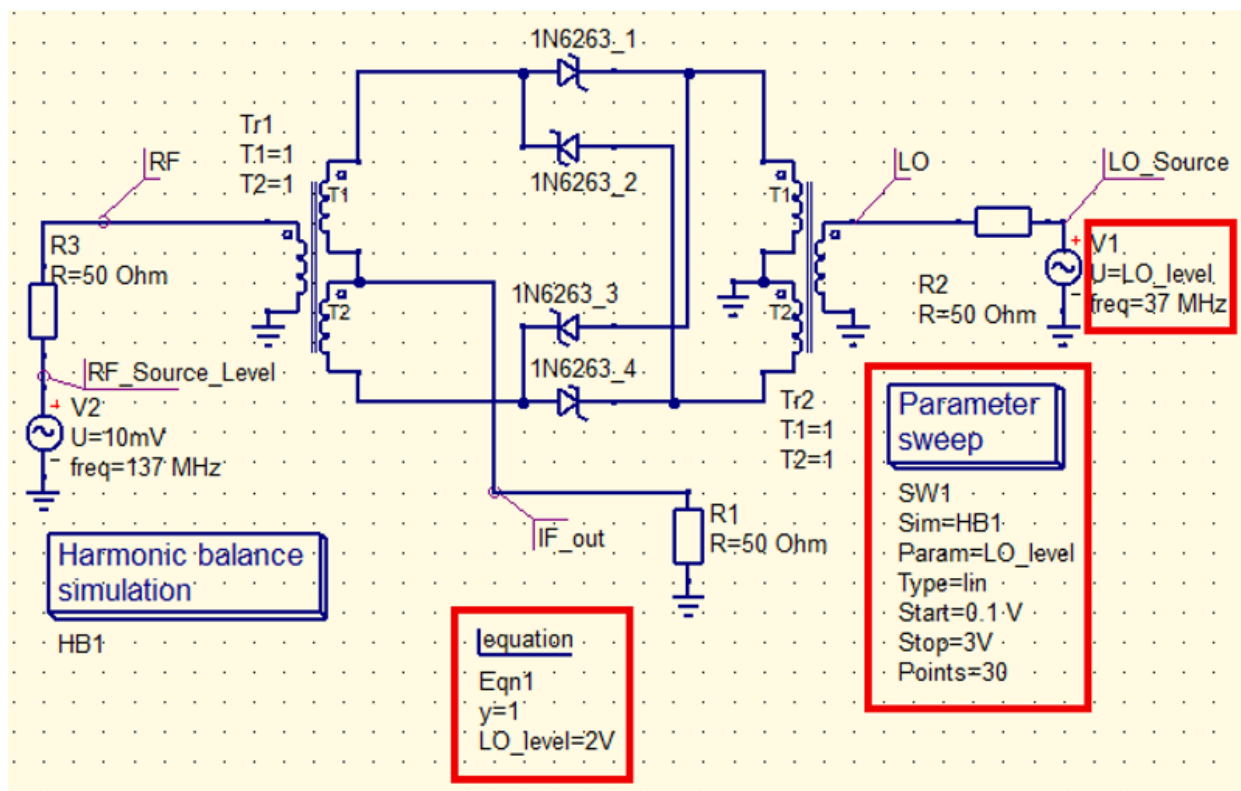 1N6263_1
1N6263_2
Tr1
T1=1
T2=1
RF
T1
T2
R3
R=50 Ohm
RF_Source_Level
+
V2
U=10mV
freq=137 MHz
-
1N6263_3
1N6263_4
T1
T2
LO
LO_Source
R2
R=50 Ohm
+
V1
U=LO_level
freq=37 MHz
-
Tr2
T1=1
T2=1
IF_out
R1
R=50 Ohm
Harmonic balance
simulation
HB1
equation
Eqn1
y=1
LO_level=2V
Parameter
sweep
SW1
Sim=HB1
Param=LO_level
Type=lin
Start=0.1 V
Stop=3V
Points=30